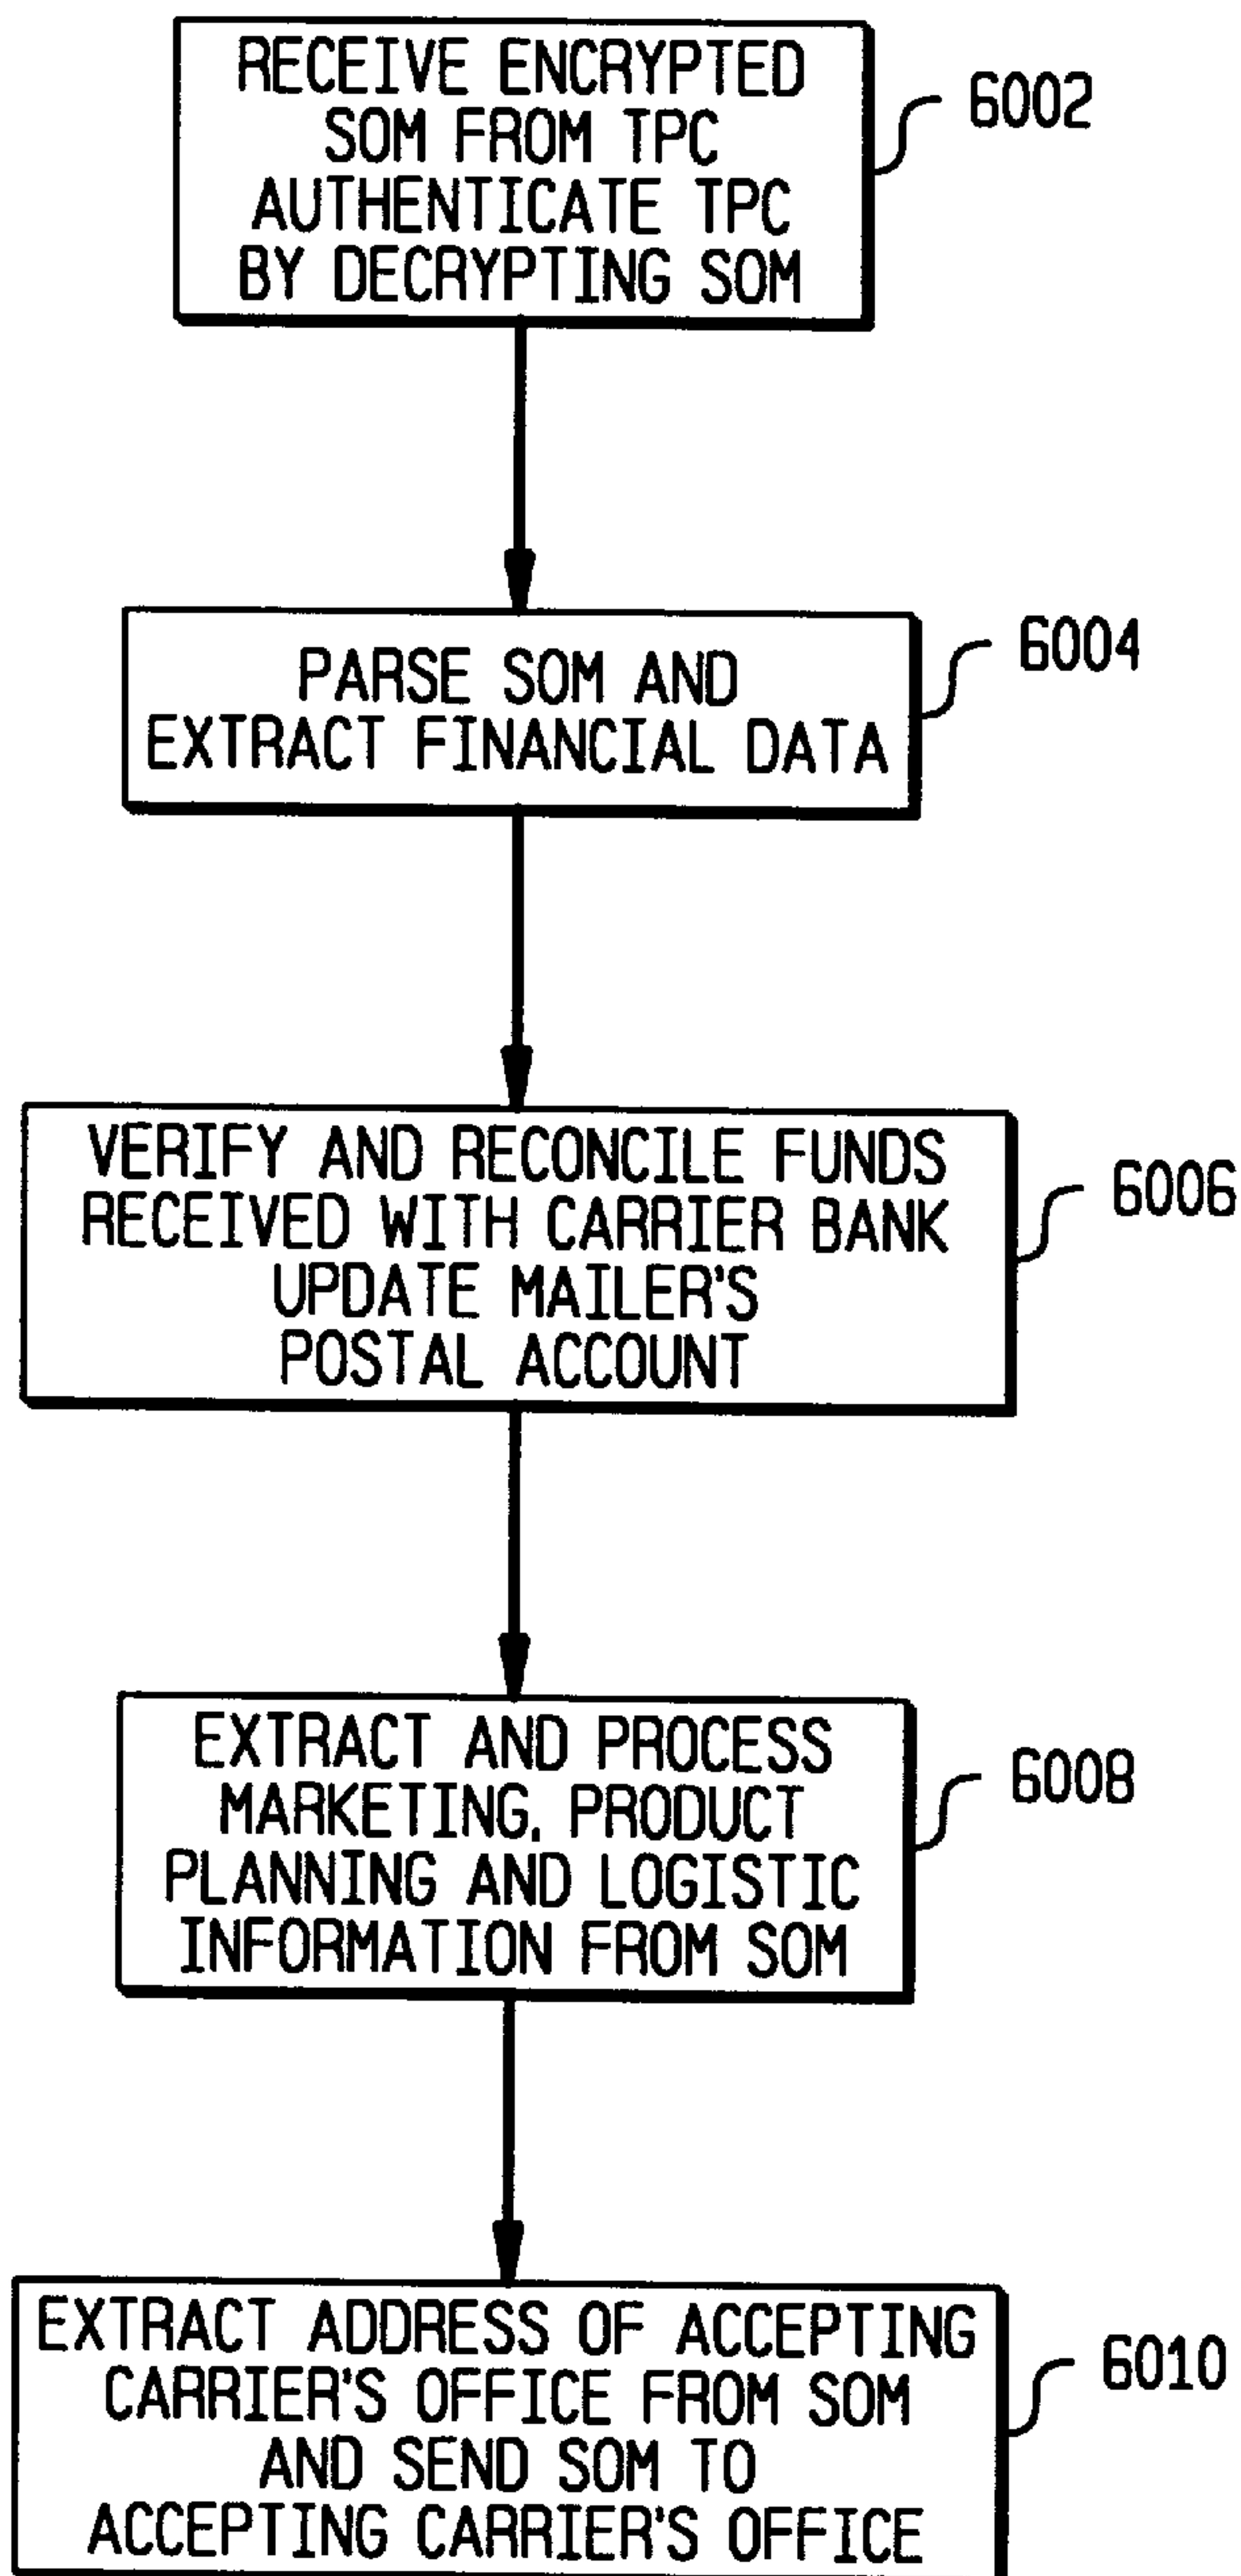 RECEIVE ENCRYPTED
SOM FROM TPC
AUTHENTICATE TPC
BY DECRYPTING SOM
6002
PARSE SOM AND
EXTRACT FINANCIAL DATA
6004
VERIFY AND RECONCILE FUNDS
RECEIVED WITH CARRIER BANK
UPDATE MAILER'S
POSTAL ACCOUNT
6006
EXTRACT AND PROCESS
MARKETING, PRODUCT
PLANNING AND LOGISTIC
INFORMATION FROM SOM
6008
EXTRACT ADDRESS OF ACCEPTING
CARRIER'S OFFICE FROM SOM
AND SEND SOM TO
ACCEPTING CARRIER'S OFFICE
6010